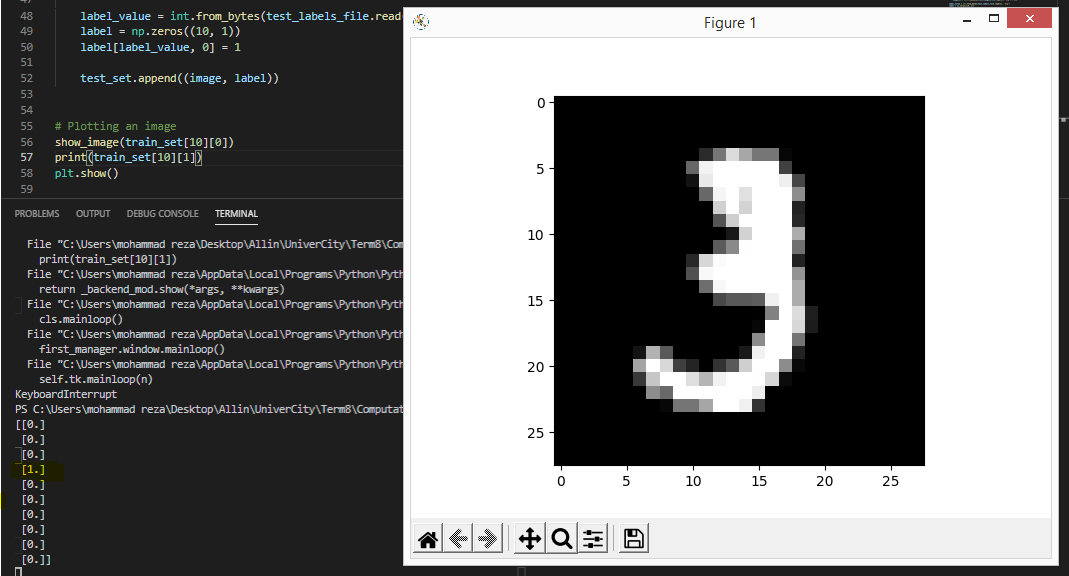 48 label_value = int.from_bytes(test_labels_file.read
49 label = np.zeros((10, 1))
50 label[label_value, 0] = 1
51
52 test_set.append((image, label))
53
54
55 # Plotting an image
56 show_image(train_set[10][0])
57 print(train_set[10][1])
58 plt.show()
59
PROBLEMS OUTPUT DEBUG CONSOLE TERMINAL
File "C:\Users\mohammad reza\Desktop\Allin\UniverCity\Term8\Com
print(train_set[10][1])
File "C:\Users\mohammad reza\AppData\Local\Programs\Python\Pyth
return _backend_mod.show(*args, **kwargs)
File "C:\Users\mohammad reza\AppData\Local\Programs\Python\Pyth
cls.mainloop()
File "C:\Users\mohammad reza\AppData\Local\Programs\Python\Pyth
first_manager.window.mainloop()
File "C:\Users\mohammad reza\AppData\Local\Programs\Python\Pyth
self.tk.mainloop(n)
KeyboardInterrupt
PS C:\Users\mohammad reza\Desktop\Allin\UniverCity\Term8\Computat
[[0.]
[0.]
[0.]
[1.]
[0.]
[0.]
[0.]
[0.]
[0.]
[0.]]
Figure 1
0
5
10
15
20
25
0 5 10 15 20 25
3